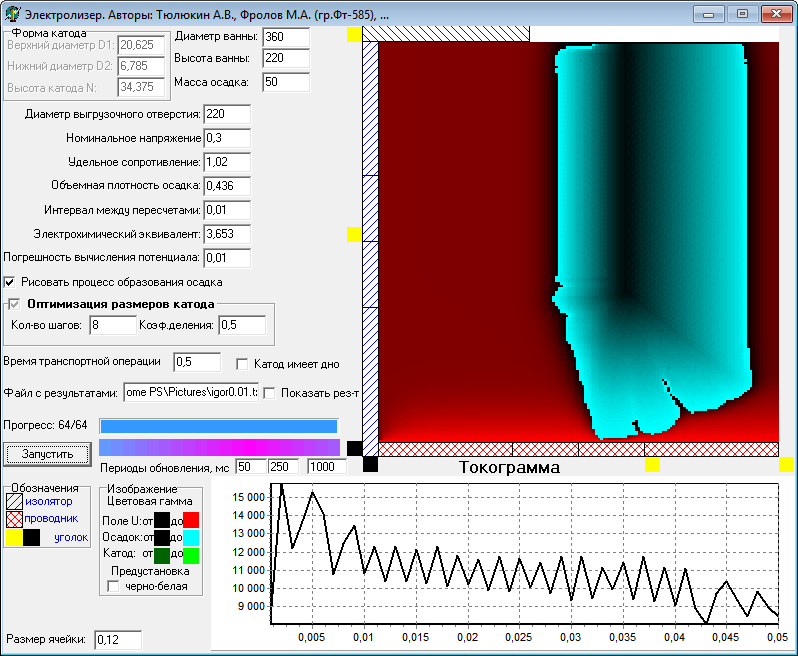 Электролизер. Авторы: Тюлюкин А.В., Фролов М.А. (гр.Фт-585), ...
Форма катода
Верхний диаметр D1: 20,625
Нижний диаметр D2: 6,785
Высота катода N: 34,375
Диаметр ванны: 360
Высота ванны: 220
Масса осадка: 50
Диаметр выгрузочного отверстия: 220
Номинальное напряжение 0,3
Удельное сопротивление: 1,02
Объемная плотность осадка: 0,436
Интервал между пересчетами: 0,01
Электрохимический эквивалент: 3,653
Погрешность вычисления потенциала: 0,01
Рисовать процесс образования осадка
Оптимизация размеров катода
Кол-во шагов: 8 Коэф.деления: 0,5
Время транспортной операции 0,5 Катод имеет дно
Файл с результатами: ome PS\Pictures\igor0.01.t: Показать рез-т
Прогресс: 64/64
Запустить
Периоды обновления, мс 50 250 1000
Обозначения
изолятор
проводник
уголок
Изображение
Цветовая гамма
Поле U: от до
Осадок: от до
Катод: от до
Предустановка
черно-белая
Размер ячейки: 0,12
Токограмма
15 000
14 000
13 000
12 000
11 000
10 000
9 000
0,005 0,01 0,015 0,02 0,025 0,03 0,035 0,04 0,045 0,05